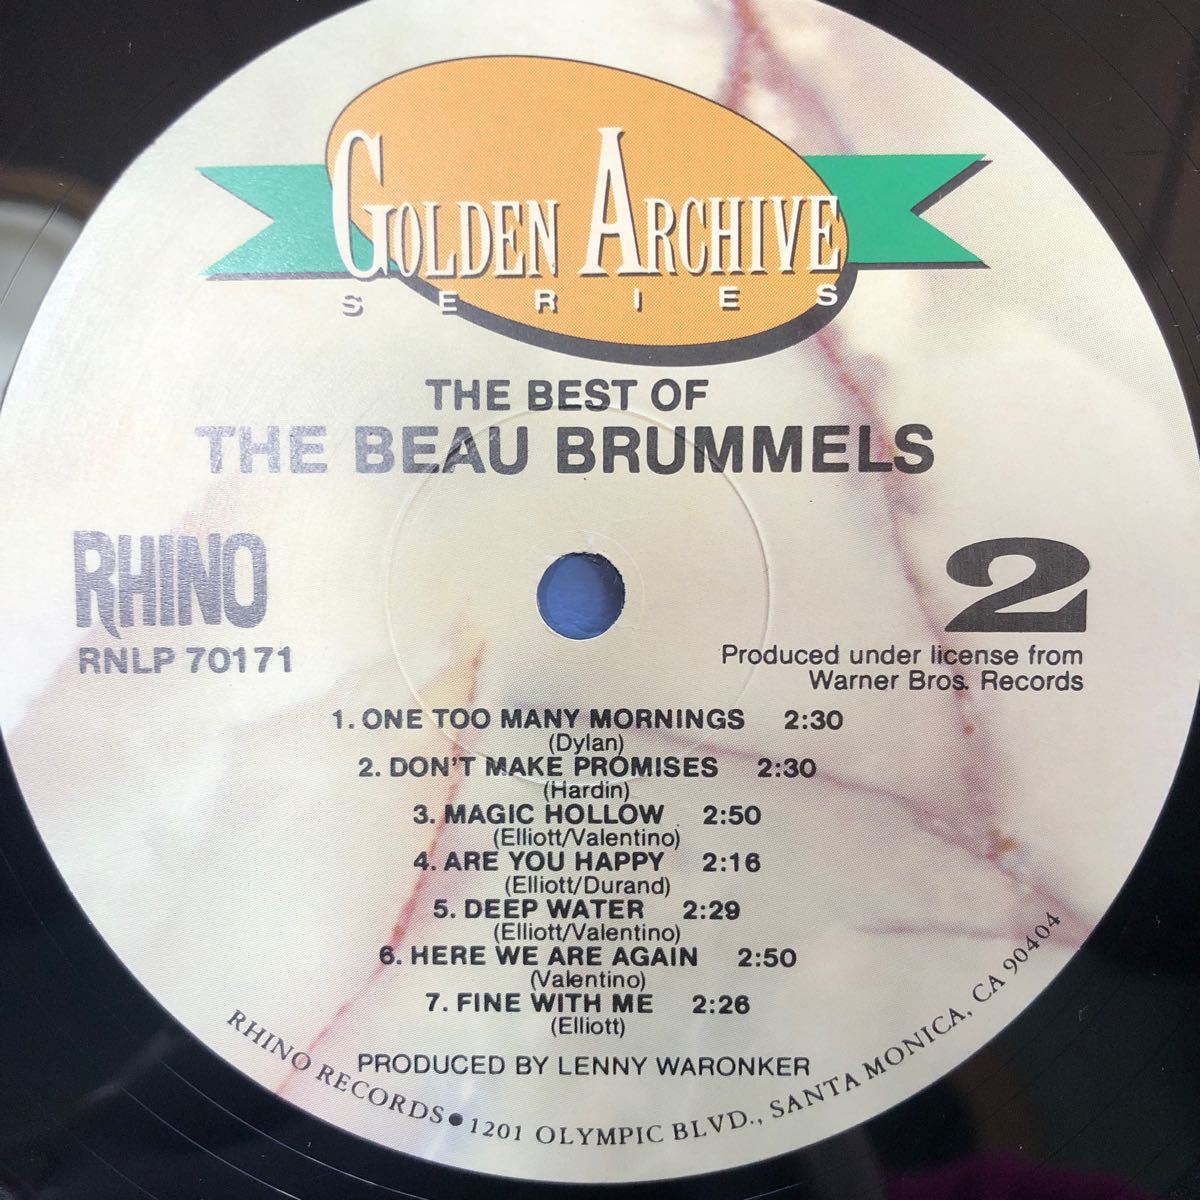 GOLDEN ARCHIVE
SERIES
THE BEST OF
THE BEAU BRUMMELS
RHINO
RNLP 70171
2
Produced under license from
Warner Bros. Records
1. ONE TOO MANY MORNINGS 2:30
(Dylan)
2. DON'T MAKE PROMISES 2:30
(Hardin)
3. MAGIC HOLLOW 2:50
(Elliott/Valentino)
4. ARE YOU HAPPY 2:16
(Elliott/Durand)
5. DEEP WATER 2:29
(Elliott/Valentino)
6. HERE WE ARE AGAIN 2:50
(Valentino)
7. FINE WITH ME 2:26
(Elliott)
PRODUCED BY LENNY WARONKER
RHINO RECORDS ● 1201 OLYMPIC BLVD., SANTA MONICA, CA 90404